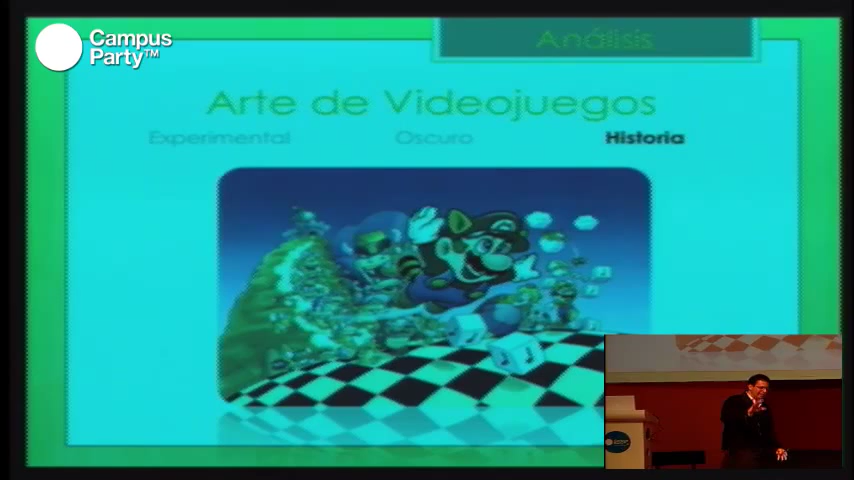 Campus
Party™
Análisis
Arte de Videojuegos
Experimental
Oscuro
Historia